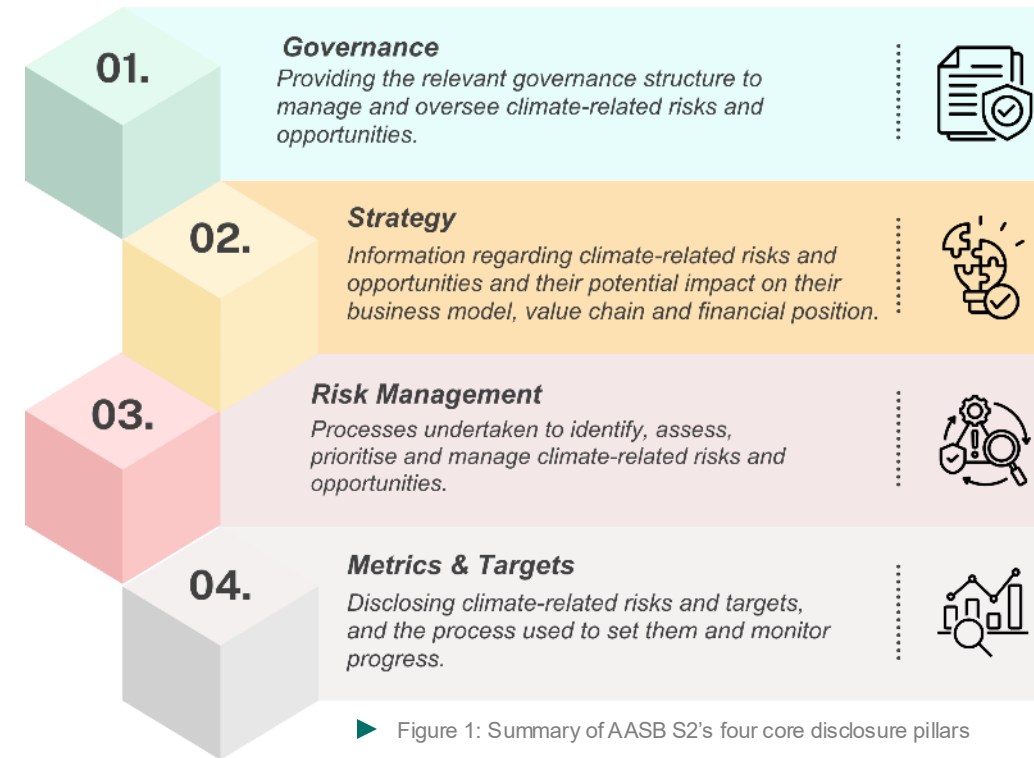 01.
Governance
Providing the relevant governance structure to
manage and oversee climate-related risks and
opportunities.
02.
Strategy
Information regarding climate-related risks and
opportunities and their potential impact on their
business model, value chain and financial position.
03.
Risk Management
Processes undertaken to identify, assess,
prioritise and manage climate-related risks and
opportunities.
04.
Metrics & Targets
Disclosing climate-related risks and targets,
and the process used to set them and monitor
progress.
Figure 1: Summary of AASB S2's four core disclosure pillars